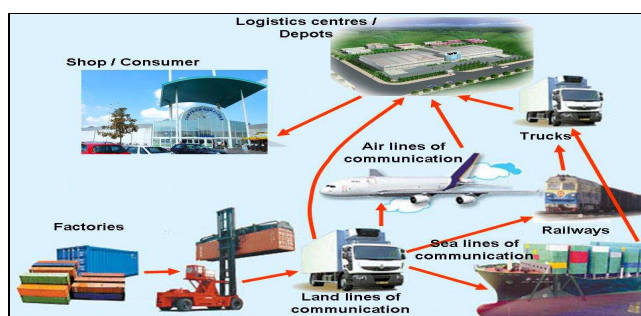 Logistics centres /
Depots
Shop / Consumer
Trucks
Air lines of
communication
Factories
Railways
Sea lines of
communication
Land lines of
communication